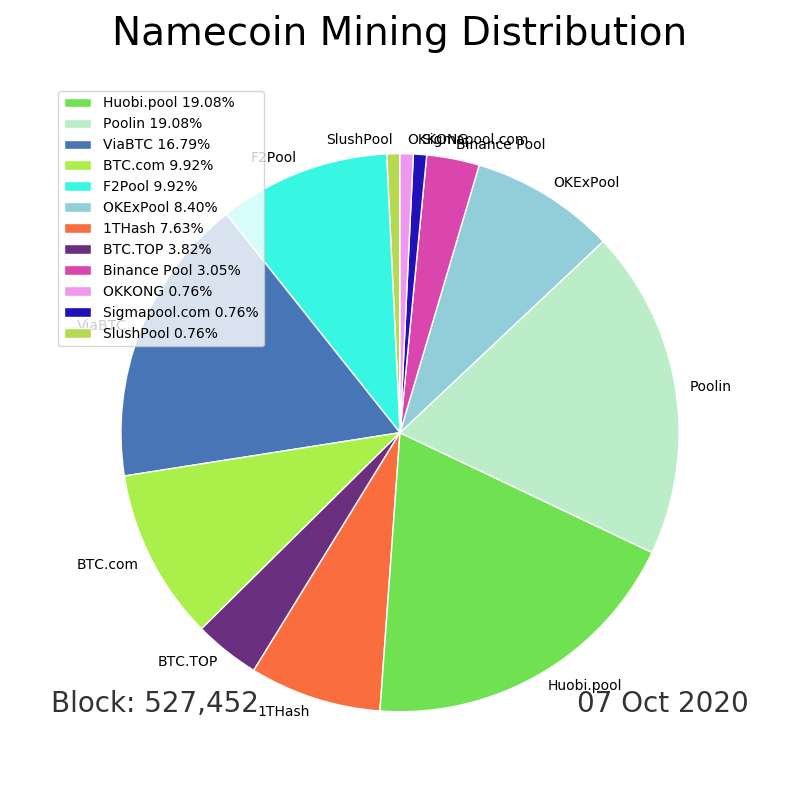 Namecoin Mining Distribution
Huobi.pool 19.08%
Poolin 19.08%
ViaBTC 16.79%
BTC.com 9.92%
F2Pool 9.92%
OKExPool 8.40%
1THash 7.63%
BTC.TOP 3.82%
Binance Pool 3.05%
OKKONG 0.76%
Sigmapool.com 0.76%
SlushPool 0.76%
SlushPool
OKKONG
Sigmapool.com
Binance Pool
F2Pool
OKExPool
ViaBTC
Poolin
BTC.com
BTC.TOP
Huobi.pool
1THash
Block: 527,452
07 Oct 2020